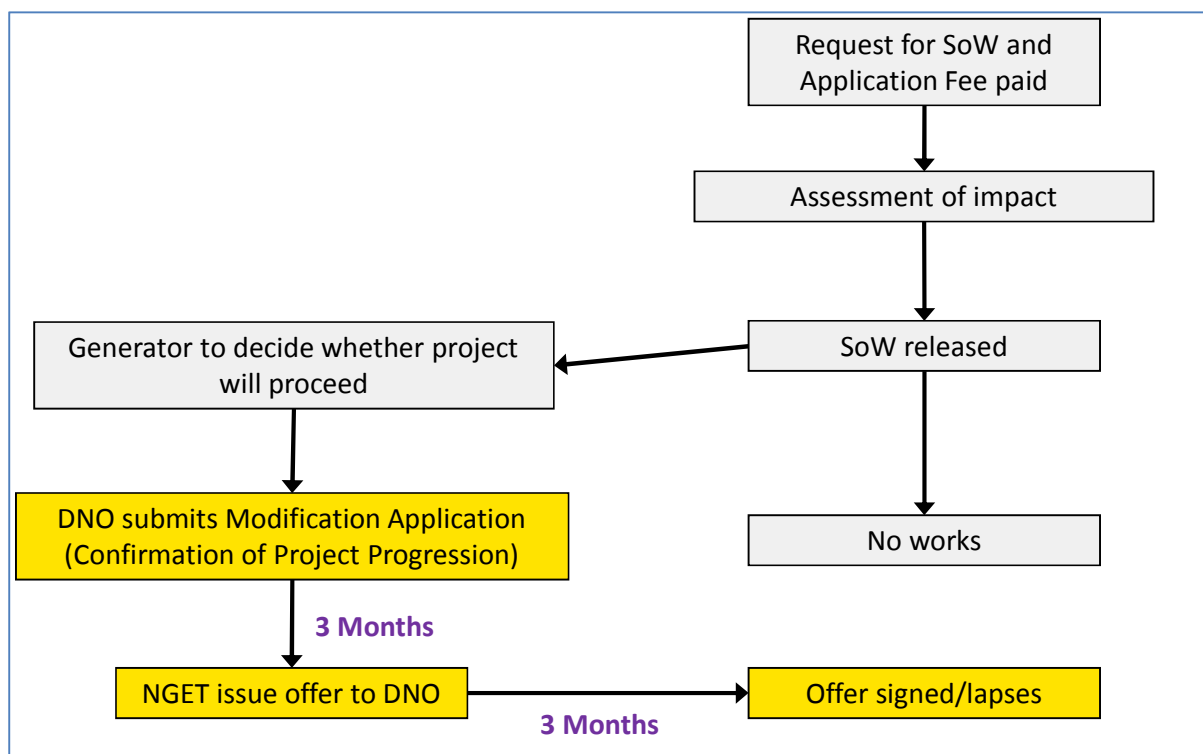 Request for SoW and
Application Fee paid
Assessment of impact
SoW released
Generator to decide whether project
will proceed
No works
DNO submits Modification Application
(Confirmation of Project Progression)
3 Months
NGET issue offer to DNO
3 Months
Offer signed/lapses